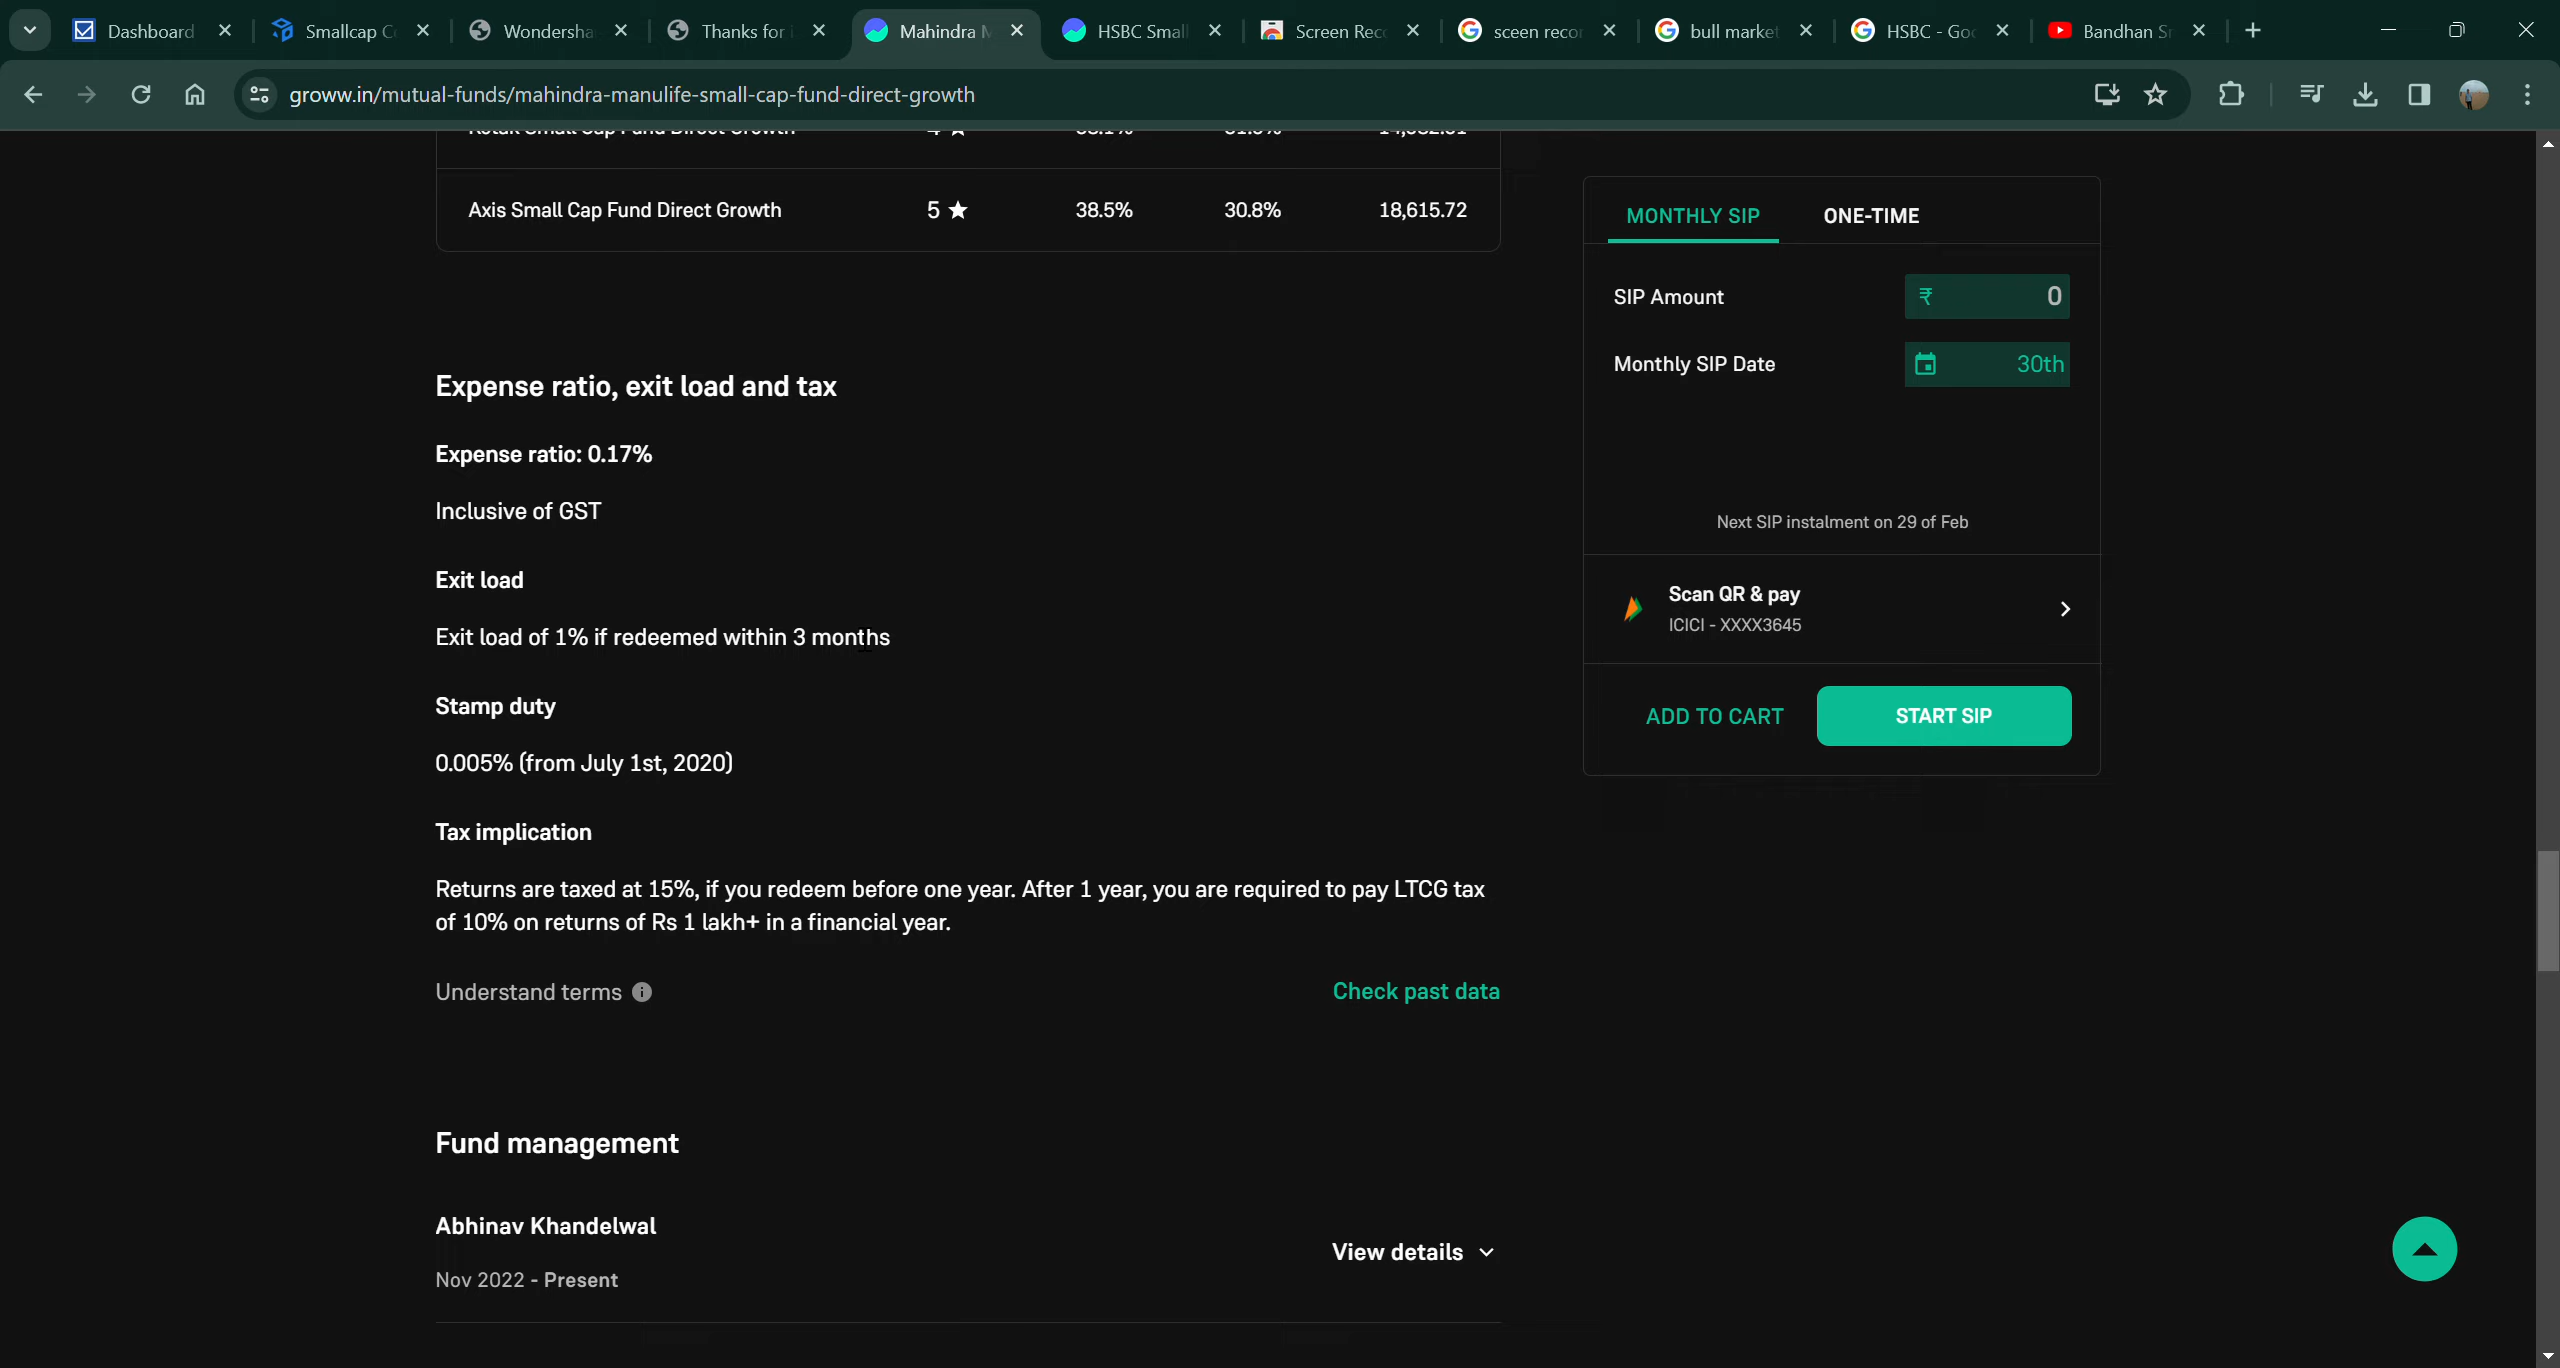 Dashboard
Smallcap C
Wondersha
Thanks for
Mahindra M
HSBC Small
Screen Rec
sceen recor
bull market
HSBC - Goo
Bandhan S
groww.in/mutual-funds/mahindra-manulife-small-cap-fund-direct-growth
Axis Small Cap Fund Direct Growth 5 ★ 38.5% 30.8% 18,615.72
Expense ratio, exit load and tax
Expense ratio: 0.17%
Inclusive of GST
Exit load
Exit load of 1% if redeemed within 3 months
Stamp duty
0.005% (from July 1st, 2020)
Tax implication
Returns are taxed at 15%, if you redeem before one year. After 1 year, you are required to pay LTCG tax
of 10% on returns of Rs 1 lakh+ in a financial year.
Understand terms
Check past data
Fund management
Abhinav Khandelwal
Nov 2022 - Present
View details
MONTHLY SIP ONE-TIME
SIP Amount ₹ 0
Monthly SIP Date 30th
Next SIP instalment on 29 of Feb
Scan QR & pay
ICICI - XXXX3645
ADD TO CART START SIP